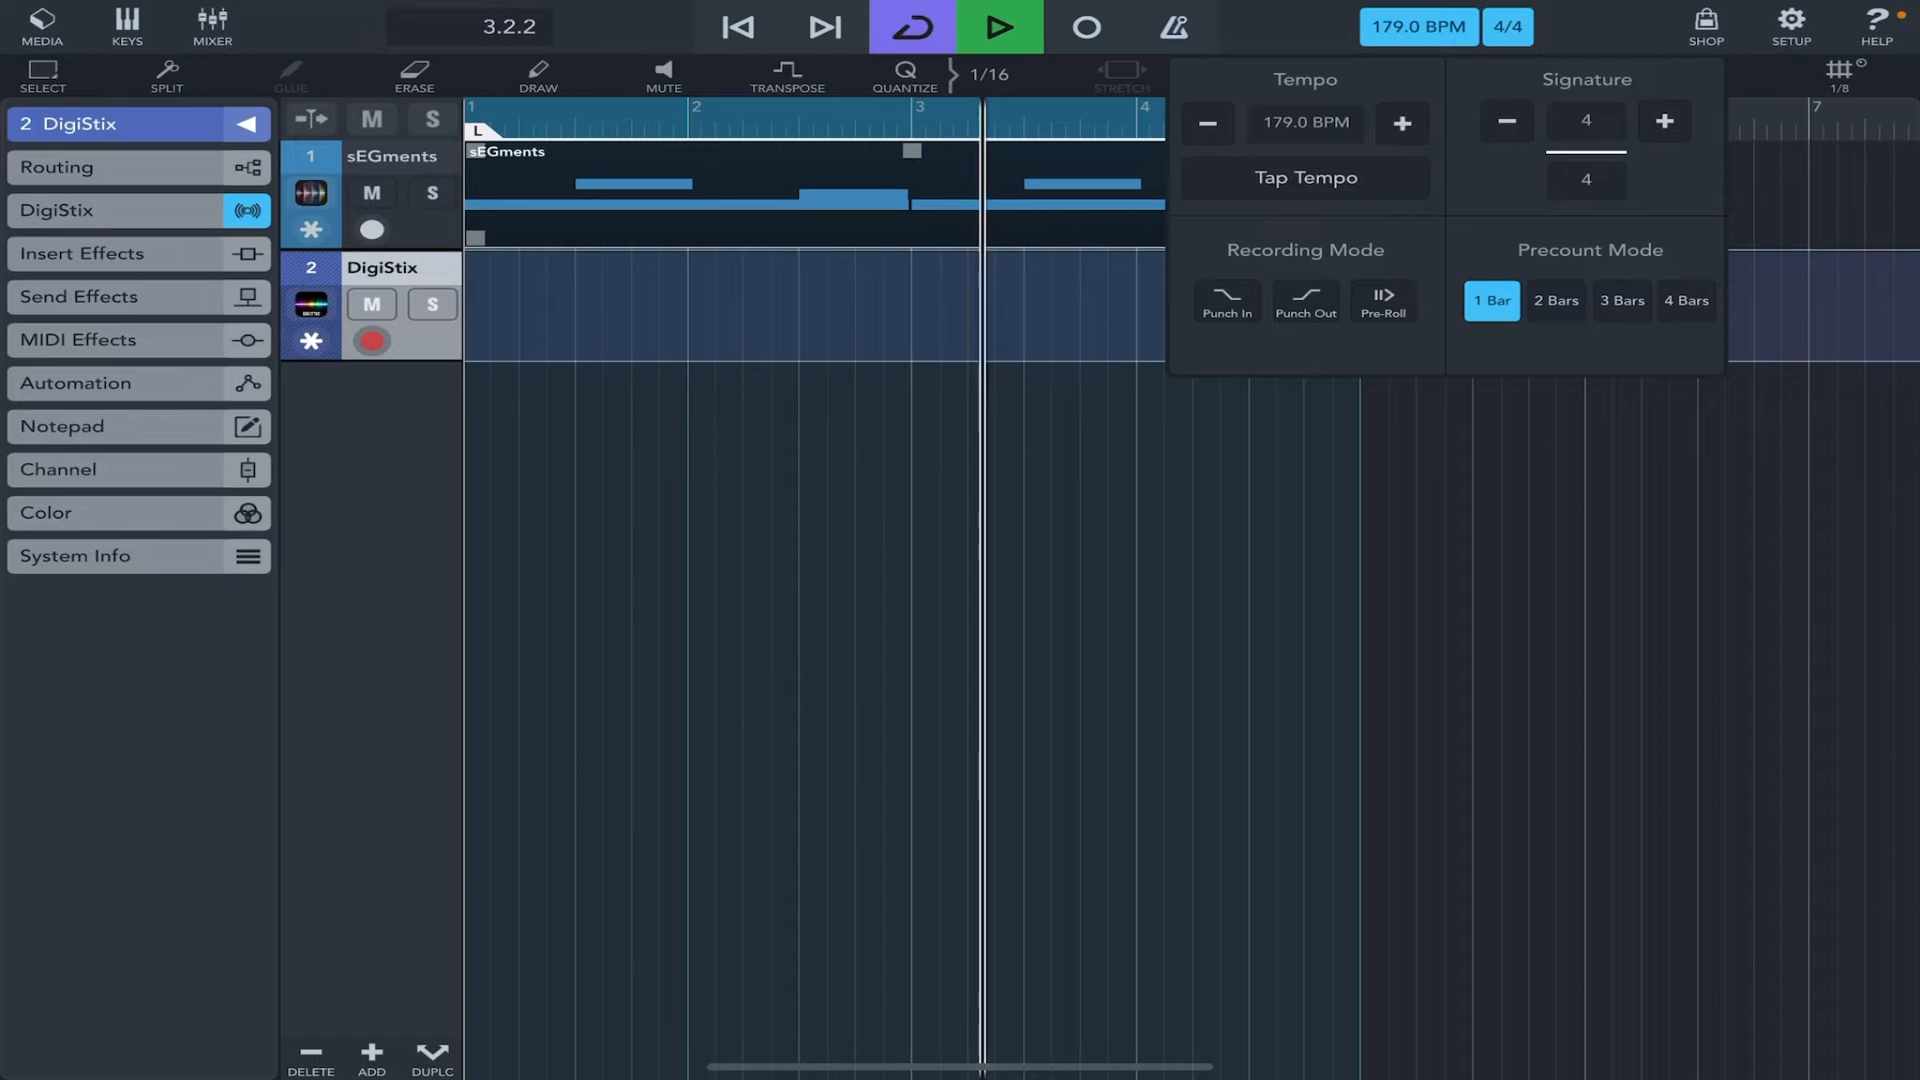 MEDIA
KEYS
MIXER
3.2.2
179.0 BPM
4/4
SHOP
SETUP
HELP
SELECT
SPLIT
GLUE
ERASE
DRAW
MUTE
TRANSPOSE
QUANTIZE
1/16
STRETCH
1/8
2 DigiStix
Routing
DigiStix
Insert Effects
Send Effects
MIDI Effects
Automation
Notepad
Channel
Color
System Info
M S
1 sEGments
M S
2 DigiStix
M S
DELETE
ADD
DUPLC
1 2 3 4 7
L
sEGments
Tempo
179.0 BPM
Tap Tempo
Signature
4
4
Recording Mode
Punch In
Punch Out
Pre-Roll
Precount Mode
1 Bar
2 Bars
3 Bars
4 Bars